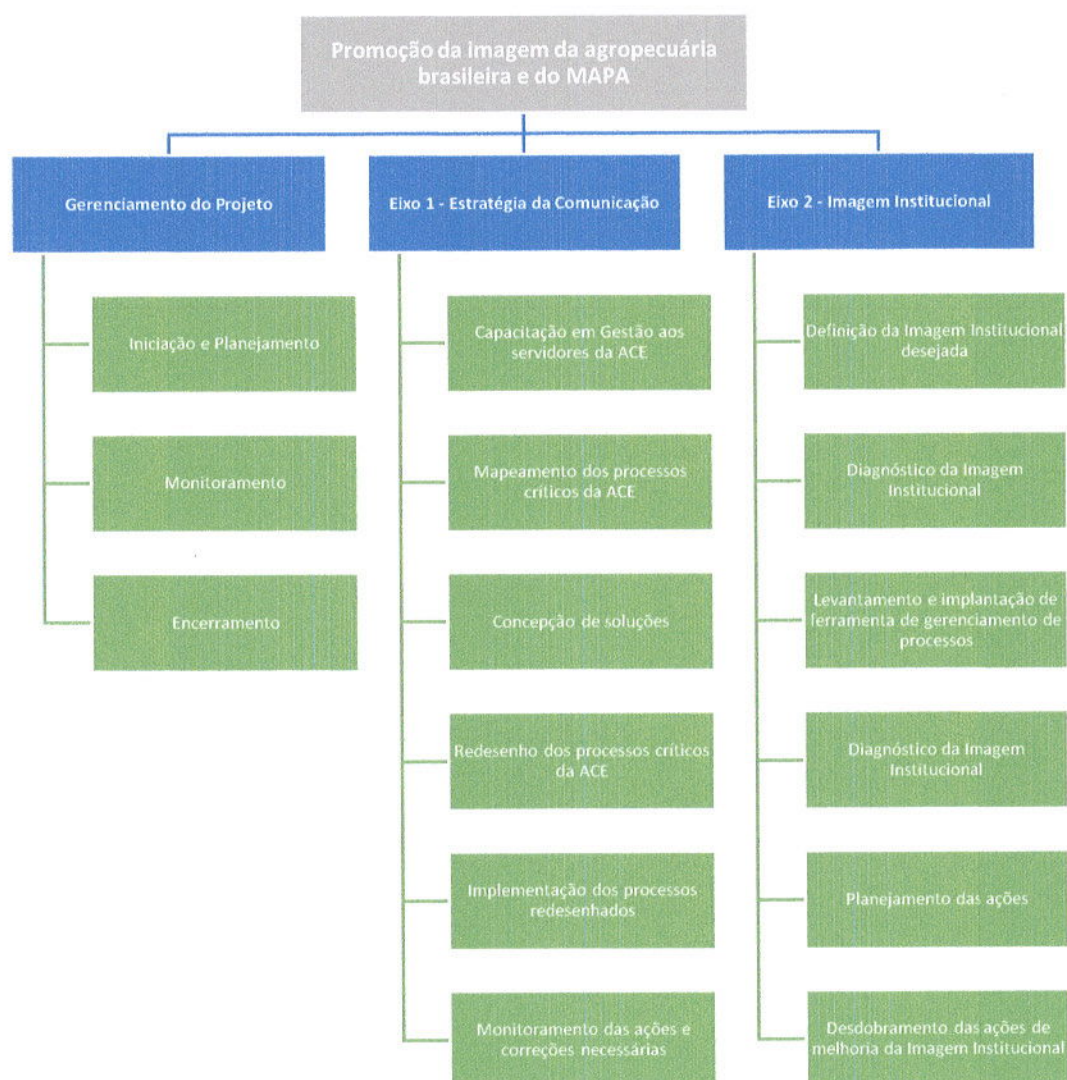 Promoção da imagem da agropecuária
brasileira e do MAPA
Gerenciamento do Projeto
Iniciação e Planejamento
Monitoramento
Encerramento
Eixo 1 - Estratégia da Comunicação
Capacitação em Gestão aos
servidores da ACE
Mapeamento dos processos
críticos da ACE
Concepção de soluções
Redesenho dos processos críticos
da ACE
Implementação dos processos
redesenhados
Monitoramento das ações e
correções necessárias
Eixo 2 - Imagem Institucional
Definição da Imagem Institucional
desejada
Diagnóstico da Imagem
Institucional
Levantamento e implantação de
ferramenta de gerenciamento de
processos
Diagnóstico da Imagem
Institucional
Planejamento das ações
Desdobramento das ações de
melhoria da Imagem Institucional